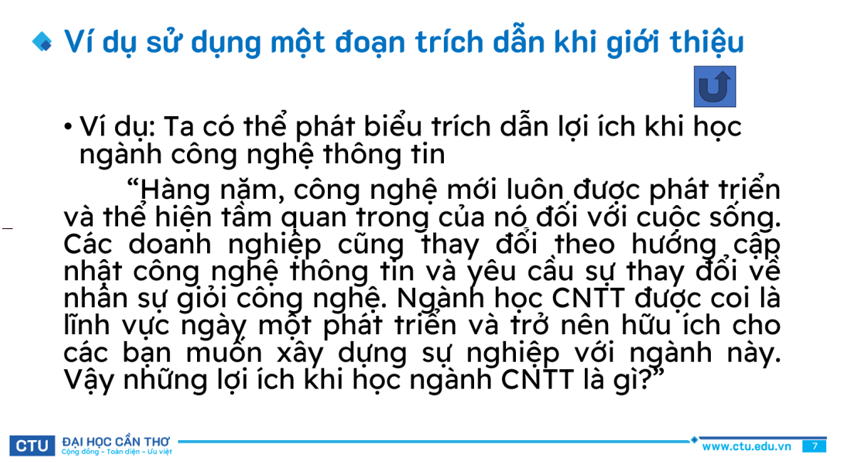 Ví dụ sử dụng một đoạn trích dẫn khi giới thiệu
• Ví dụ: Ta có thể phát biểu trích dẫn lợi ích khi học
ngành công nghệ thông tin
“Hàng năm, công nghệ mới luôn được phát triển
và thể hiện tầm quan trong của nó đối với cuộc sống.
Các doanh nghiệp cũng thay đổi theo hướng cập
nhật công nghệ thông tin và yêu cầu sự thay đổi về
nhân sự giỏi công nghệ. Ngành học CNTT được coi là
lĩnh vực ngày một phát triển và trở nên hữu ích cho
các bạn muốn xây dựng sự nghiệp với ngành này.
Vậy những lợi ích khi học ngành CNTT là gì?”
CTU ĐẠI HỌC CẦN THƠ
Cộng đồng – Toàn diện – Ưu việt
www.ctu.edu.vn 7